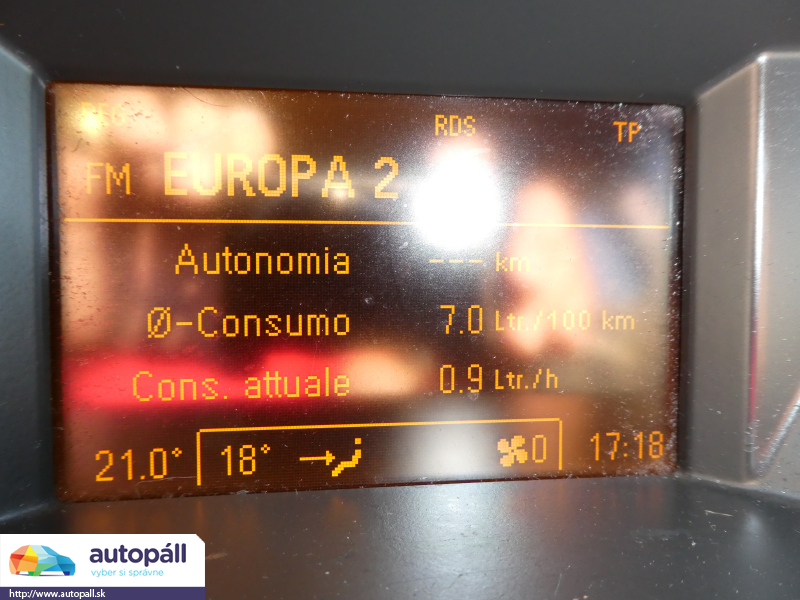 REG
RDS TP
FM EUROPA 2
Autonomia --- km
Ø-Consumo 7.0 Ltr./100 km
Cons. attuale 0.9 Ltr./h
21.0° 18° 0 17:18
autopáll
vyber si správne
http://www.autopall.sk